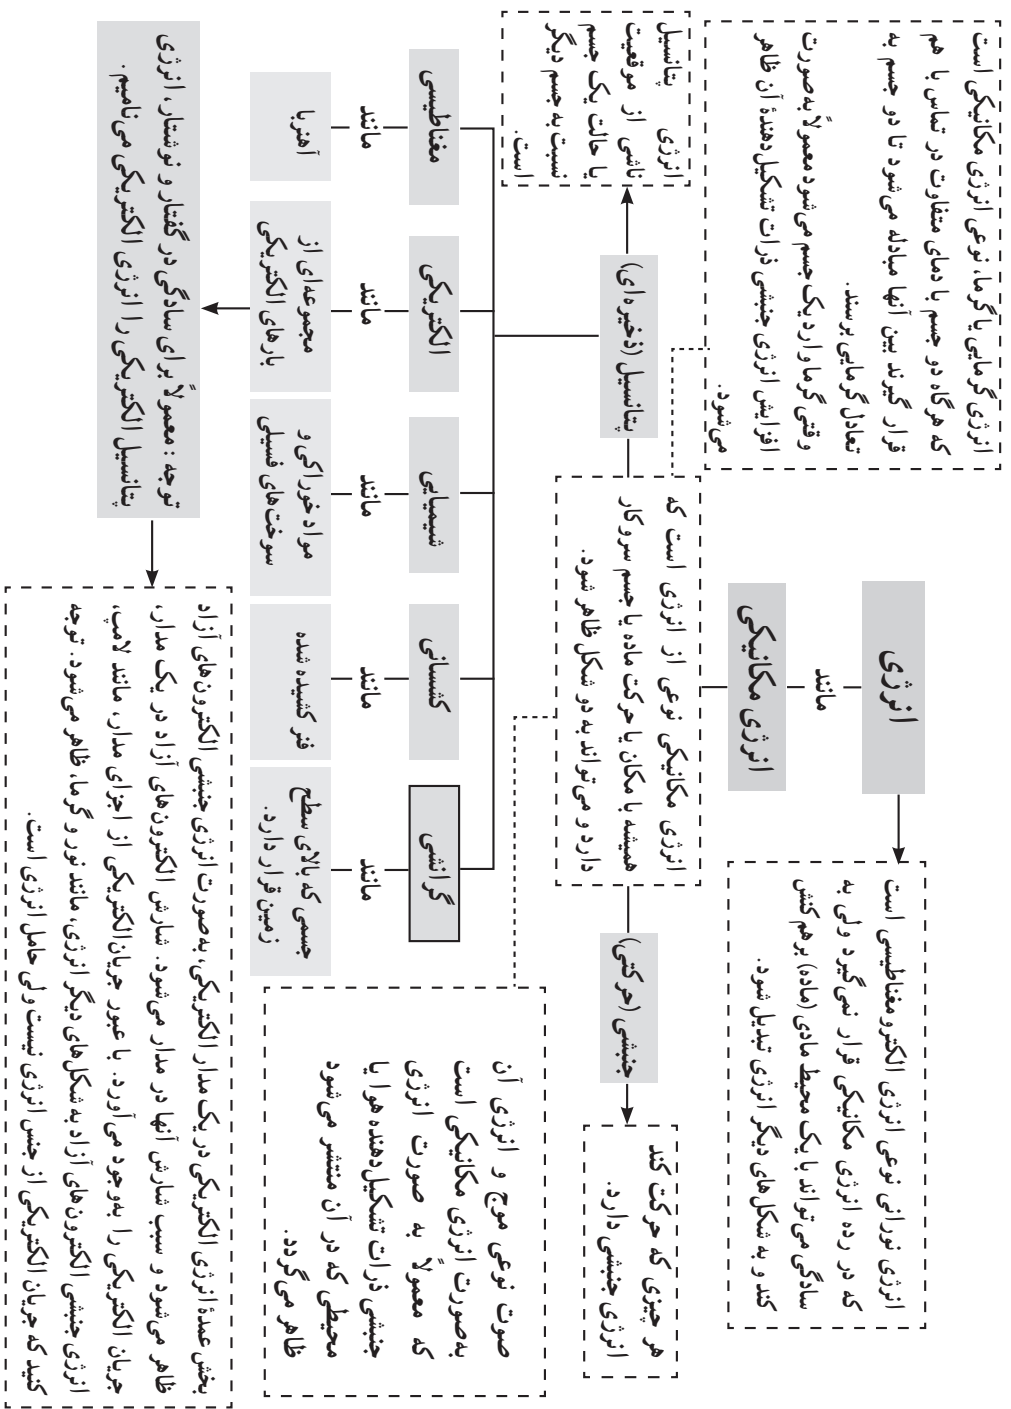 انرژی
مانند
انرژی مکانیکی
انرژی نورانی نوعی انرژی الکترومغناطیسی است
که در رده انرژی مکانیکی قرار نمی‌گیرد ولی به
سادگی می‌تواند با یک محیط مادی (ماده) برهم‌کنش
کند و به شکل‌های دیگر انرژی تبدیل شود.
انرژی گرمایی یا گرما، نوعی انرژی مکانیکی است
که هرگاه دو جسم با دمای متفاوت در تماس با هم
قرار گیرند بین آنها مبادله می‌شود تا دو جسم به
تعادل گرمایی برسند.
وقتی گرما وارد یک جسم می‌شود معمولاً به‌صورت
افزایش انرژی جنبشی ذرات تشکیل‌دهندهٔ آن ظاهر
می‌شود.
انرژی مکانیکی نوعی از انرژی است که
همیشه با مکان یا حرکت ماده یا جسم سروکار
دارد و می‌تواند به دو شکل ظاهر شود.
پتانسیل (ذخیره‌ای)
جنبشی (حرکتی)
انرژی پتانسیل
ناشی از موقعیت
یا حالت یک جسم
نسبت به جسم دیگر
است.
هر چیزی که حرکت کند
انرژی جنبشی دارد.
صوت نوعی موج و انرژی آن
به‌صورت انرژی مکانیکی است
که معمولاً به صورت انرژی
جنبشی ذرات تشکیل‌دهنده هوا یا
محیطی که در آن منتشر می‌شود
ظاهر می‌گردد.
مغناطیسی
مانند
آهنربا
الکتریکی
مانند
مجموعه‌ای از
بارهای الکتریکی
شیمیایی
مانند
مواد خوراکی و
سوخت‌های فسیلی
کشسانی
مانند
فنر کشیده شده
گرانشی
مانند
جسمی که بالای سطح
زمین قرار دارد.
توجه : معمولاً برای سادگی در گفتار و نوشتار، انرژی
پتانسیل الکتریکی را انرژی الکتریکی می‌نامیم.
بخش عمدهٔ انرژی الکتریکی در یک مدار الکتریکی، به‌صورت انرژی جنبشی الکترون‌های آزاد
ظاهر می‌شود و سبب شارش آنها در مدار می‌شود. شارش الکترون‌های آزاد در یک مدار،
جریان الکتریکی را به‌وجود می‌آورد. با عبور جریان الکتریکی از اجزای مدار، مانند لامپ،
انرژی جنبشی الکترون‌های آزاد به شکل‌های دیگر انرژی، مانند نور و گرما، ظاهر می‌شود. توجه
کنید که جریان الکتریکی از جنس انرژی نیست ولی حامل انرژی است.